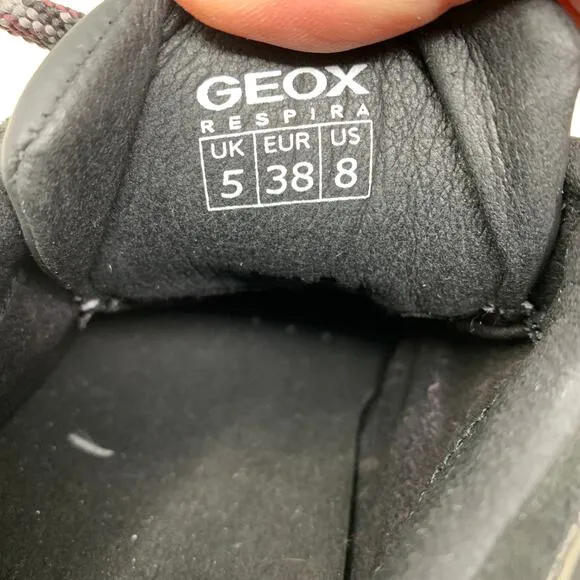 GEOX
RESPIRA
UK EUR US
5 38 8